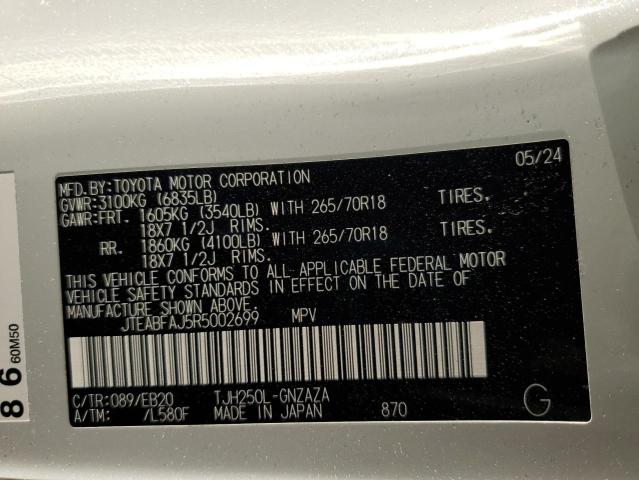 05/24
MFD.BY:TOYOTA MOTOR CORPORATION
GVWR:3100KG (6835LB)
GAWR:FRT. 1605KG (3540LB) WITH 265/70R18 TIRES.
18X7 1/2J RIMS.
RR. 1860KG (4100LB) WITH 265/70R18 TIRES.
18X7 1/2J RIMS.
THIS VEHICLE CONFORMS TO ALL APPLICABLE FEDERAL MOTOR
VEHICLE SAFETY STANDARDS IN EFFECT ON THE DATE OF
MANUFACTURE SHOWN ABOVE.
JTEABFAJ5R5002699 MPV
C/TR:089/EB20 TJH250L-GNZAZA
A/TM: /L580F MADE IN JAPAN 870
G
86
60M50